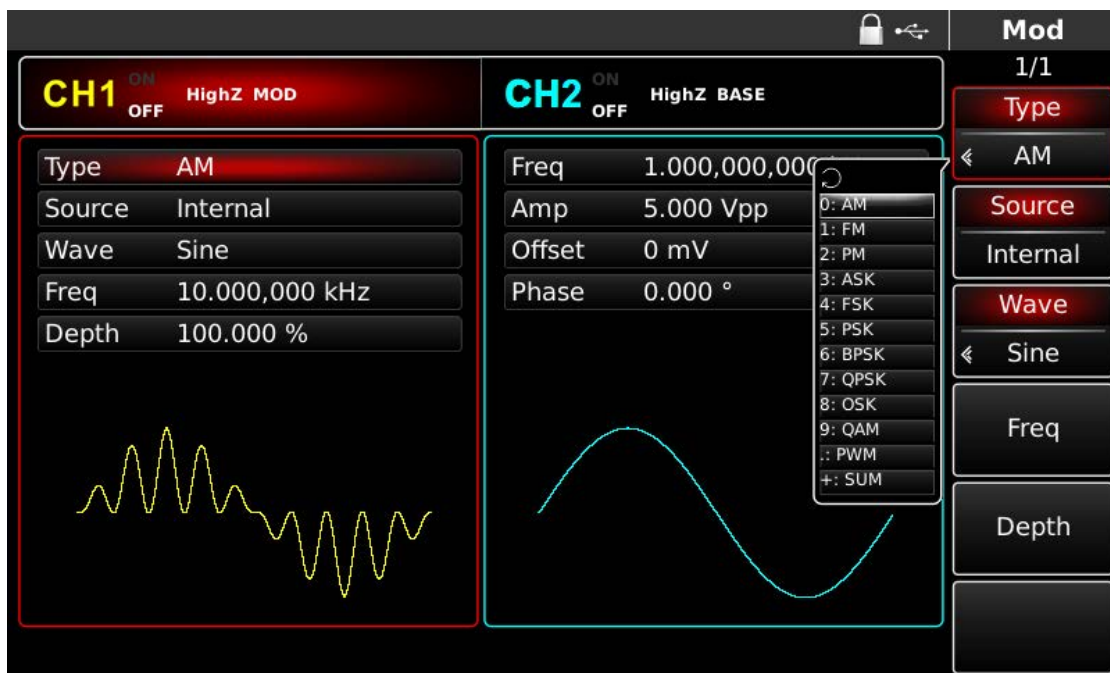 Mod
1/1
CH1 ON OFF HighZ MOD
CH2 ON OFF HighZ BASE
Type AM
Source Internal
Wave Sine
Freq 10.000,000 kHz
Depth 100.000 %
Freq 1.000,000,000
Amp 5.000 Vpp
Offset 0 mV
Phase 0.000 °
0: AM
1: FM
2: PM
3: ASK
4: FSK
5: PSK
6: BPSK
7: QPSK
8: OSK
9: QAM
.: PWM
+: SUM
Type
AM
Source
Internal
Wave
Sine
Freq
Depth